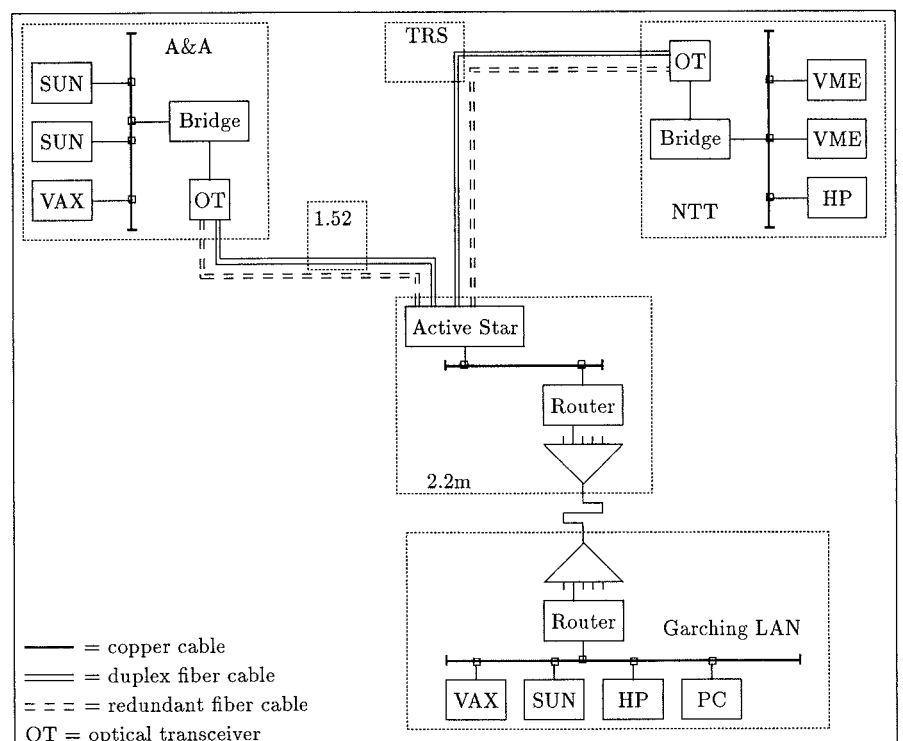 A&A
SUN
SUN
VAX
Bridge
OT
1.52
TRS
OT
Bridge
VME
VME
HP
NTT
Active Star
Router
2.2m
Router
Garching LAN
VAX
SUN
HP
PC
= copper cable
= duplex fiber cable
= redundant fiber cable
OT = optical transceiver